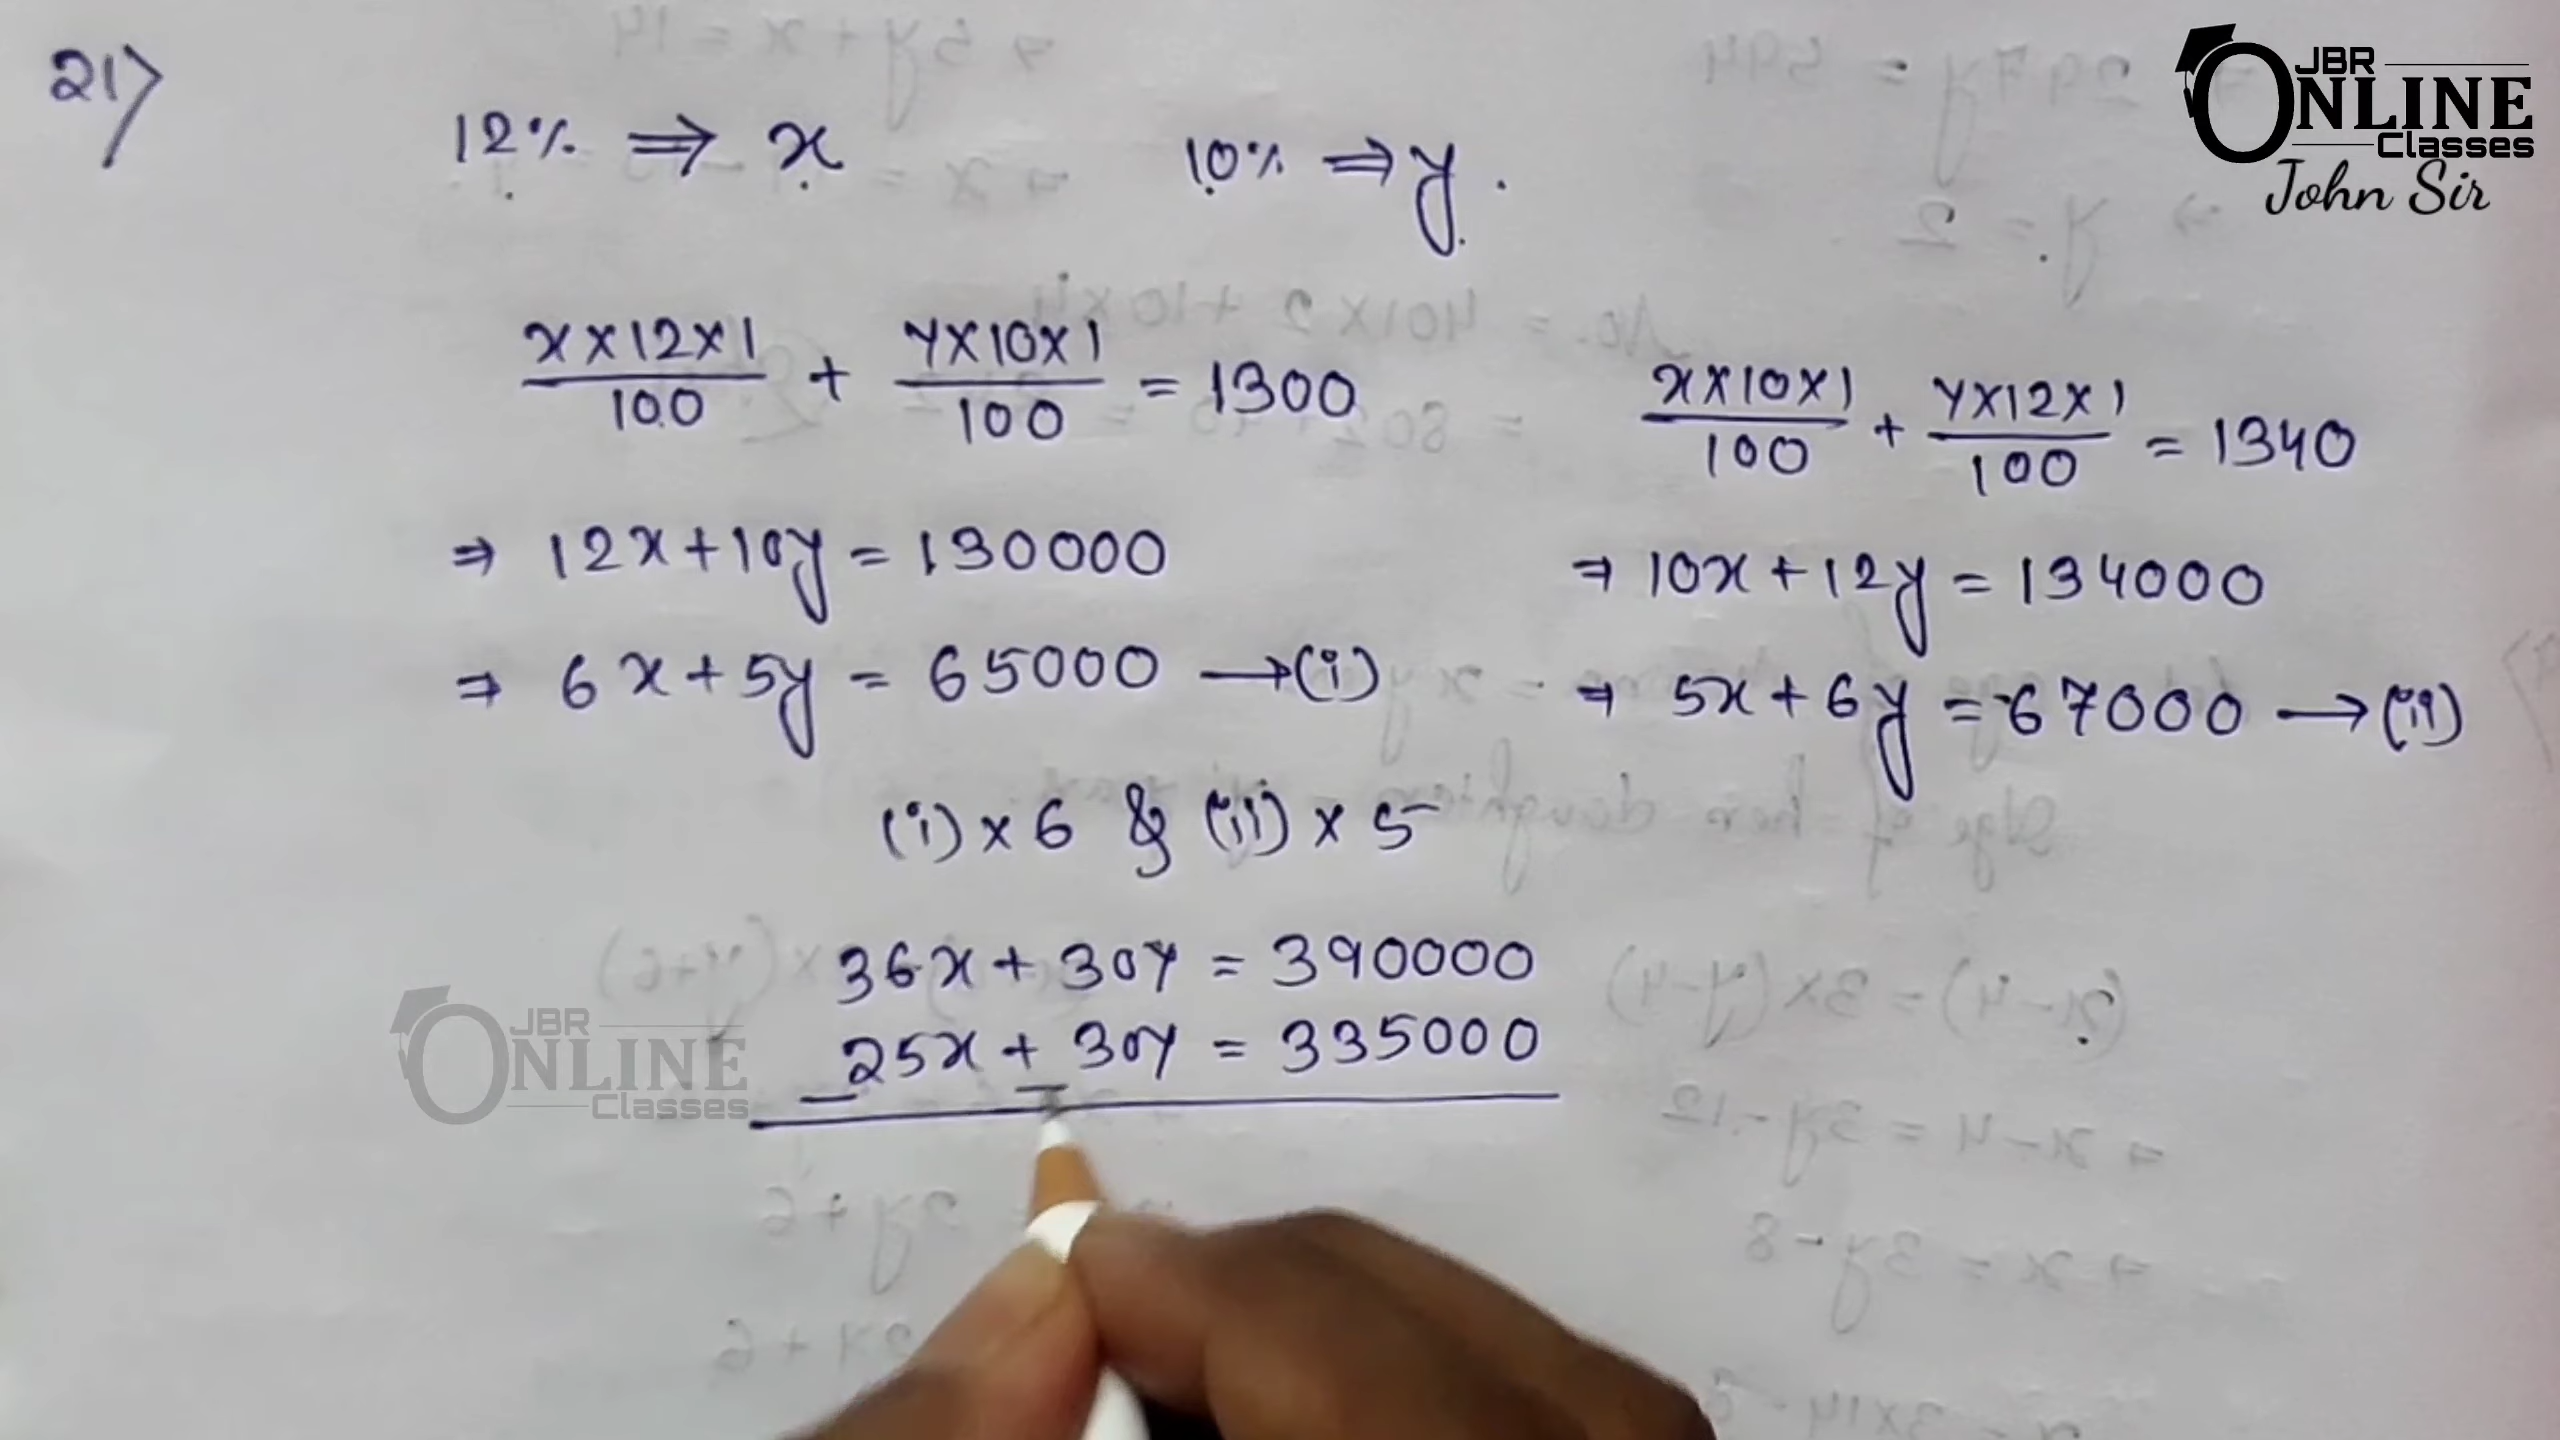 21)
JBR
ONLINE
Classes
John Sir
12% ⇒ x 10% ⇒ y.
x×12×1/100 + y×10×1/100 = 1300
x×10×1/100 + y×12×1/100 = 1340
⇒ 12x+10y = 130000
⇒ 10x+12y = 134000
⇒ 6x+5y = 65000 →(i)
⇒ 5x+6y = 67000 →(ii)
(i)×6 & (ii)×5
36x+30y = 390000
25x+30y = 335000
− −
JBR
ONLINE
Classes